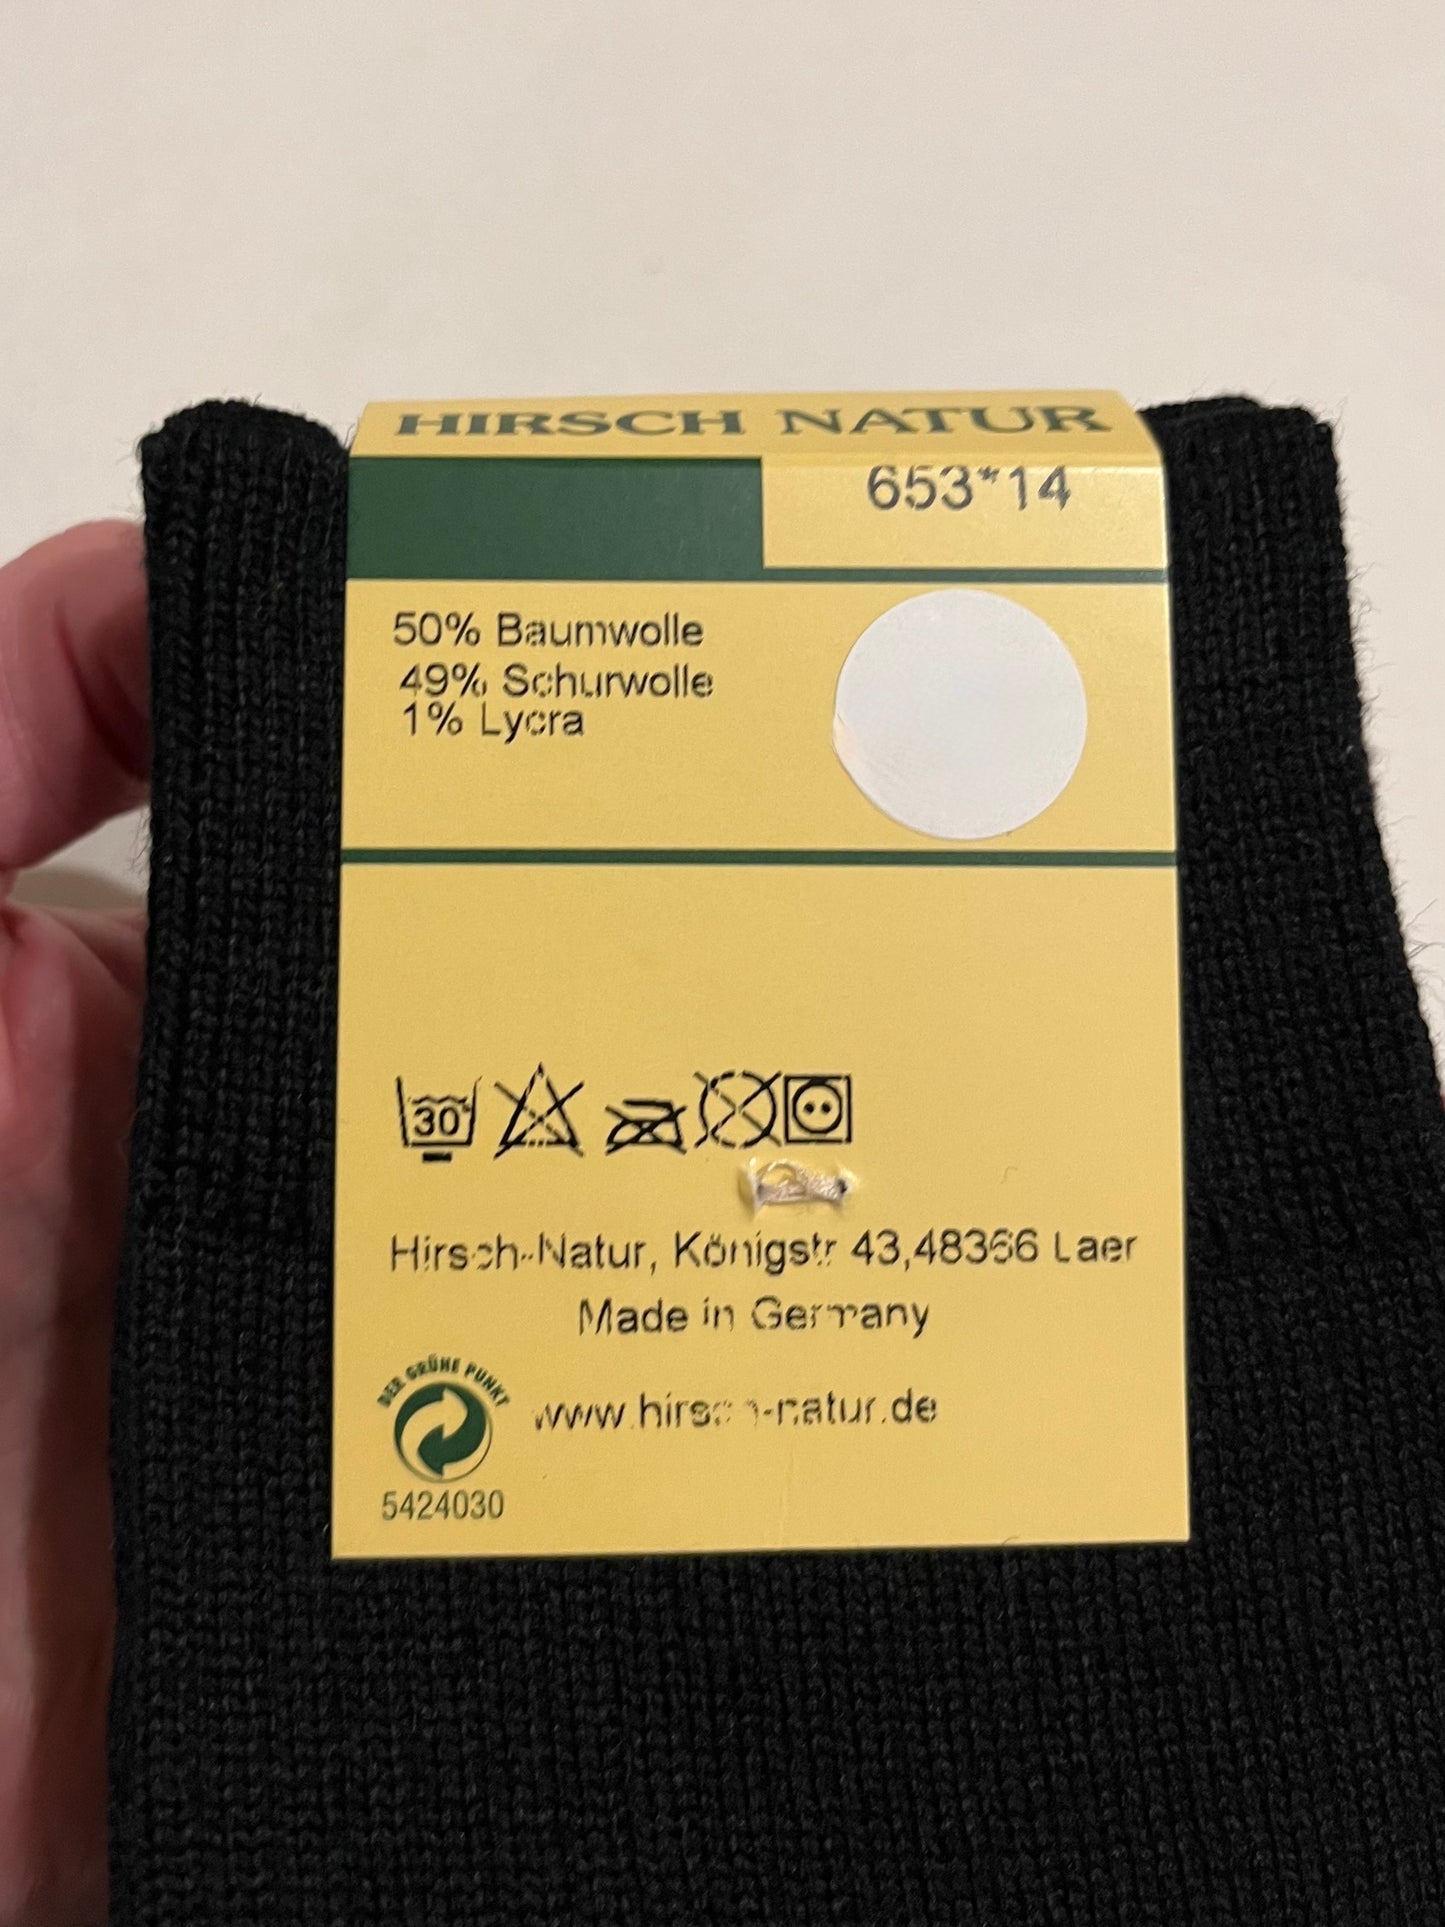 HIRSCH NATUR
653*14
50% Baumwolle
49% Schurwolle
1% Lycra
30°
Hirsch-Natur, Königstr 43,48366 Laer
Made in Germany
DER GRÜNE PUNKT
www.hirsch-natur.de
5424030